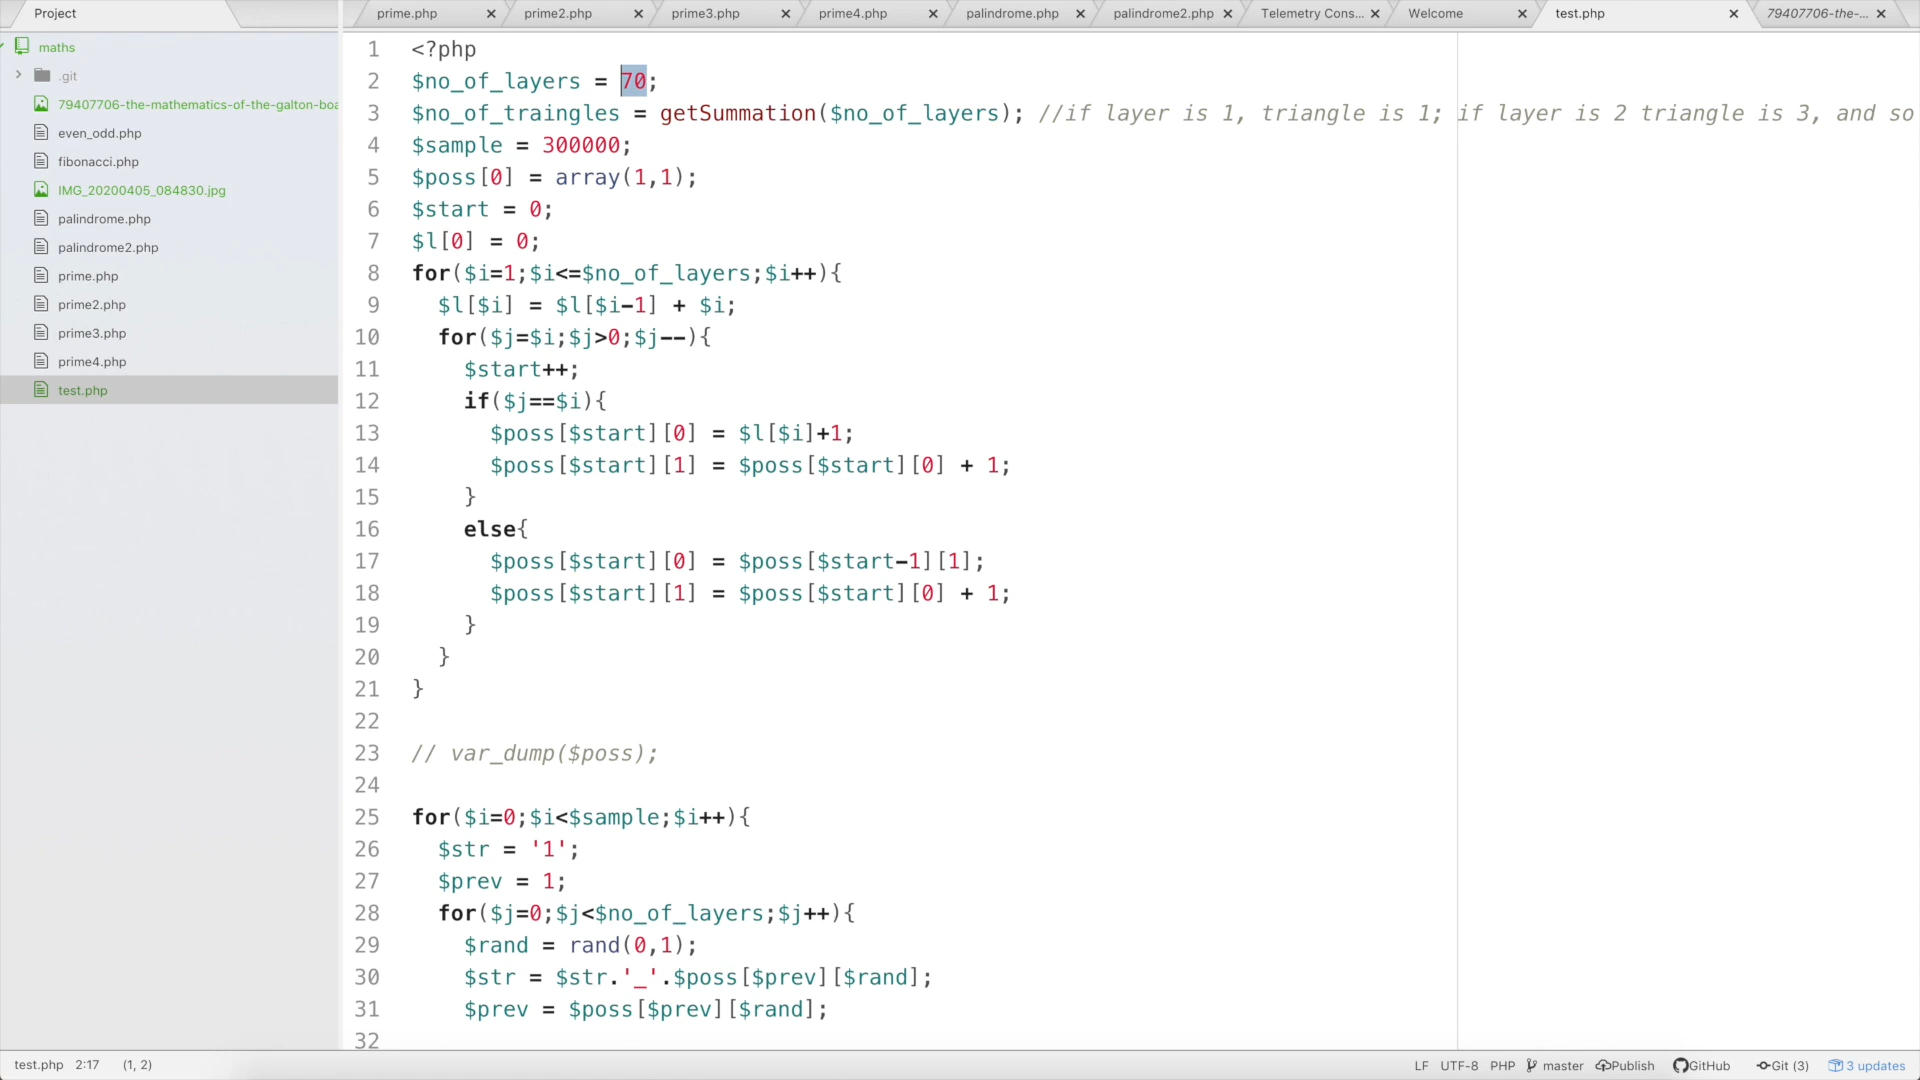 Project
prime.php
prime2.php
prime3.php
prime4.php
palindrome.php
palindrome2.php
Telemetry Cons...
Welcome
test.php
79407706-the-...
maths
.git
79407706-the-mathematics-of-the-galton-boa
even_odd.php
fibonacci.php
IMG_20200405_084830.jpg
palindrome.php
palindrome2.php
prime.php
prime2.php
prime3.php
prime4.php
test.php
1 <?php
2 $no_of_layers = 70;
3 $no_of_traingles = getSummation($no_of_layers); //if layer is 1, triangle is 1; if layer is 2 triangle is 3, and so
4 $sample = 300000;
5 $poss[0] = array(1,1);
6 $start = 0;
7 $l[0] = 0;
8 for($i=1;$i<=$no_of_layers;$i++){
9 $l[$i] = $l[$i-1] + $i;
10 for($j=$i;$j>0;$j--){
11 $start++;
12 if($j==$i){
13 $poss[$start][0] = $l[$i]+1;
14 $poss[$start][1] = $poss[$start][0] + 1;
15 }
16 else{
17 $poss[$start][0] = $poss[$start-1][1];
18 $poss[$start][1] = $poss[$start][0] + 1;
19 }
20 }
21 }
22
23 // var_dump($poss);
24
25 for($i=0;$i<$sample;$i++){
26 $str = '1';
27 $prev = 1;
28 for($j=0;$j<$no_of_layers;$j++){
29 $rand = rand(0,1);
30 $str = $str.'_'.$poss[$prev][$rand];
31 $prev = $poss[$prev][$rand];
32
test.php 2:17 (1, 2)
LF UTF-8 PHP master Publish GitHub Git (3) 3 updates